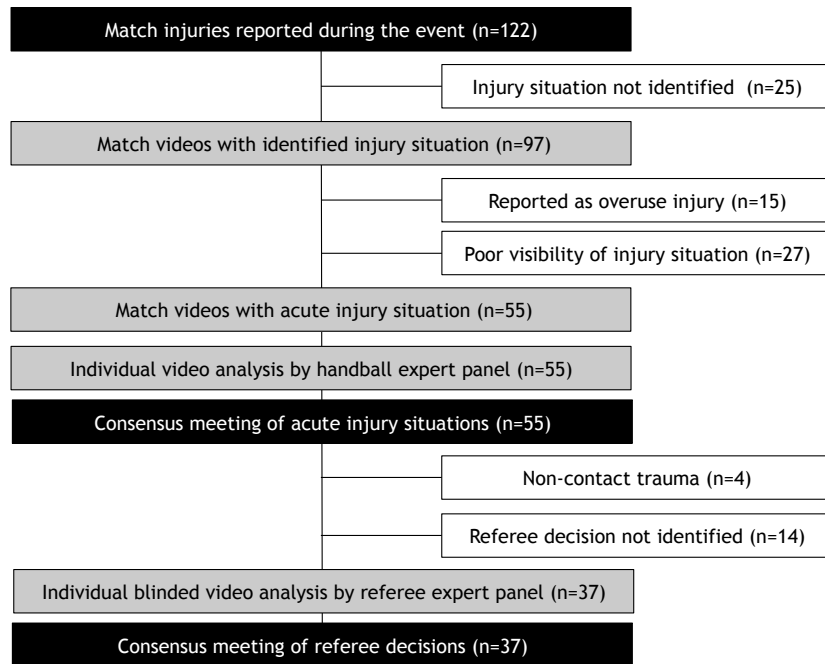 Match injuries reported during the event (n=122)
Injury situation not identified (n=25)
Match videos with identified injury situation (n=97)
Reported as overuse injury (n=15)
Poor visibility of injury situation (n=27)
Match videos with acute injury situation (n=55)
Individual video analysis by handball expert panel (n=55)
Consensus meeting of acute injury situations (n=55)
Non-contact trauma (n=4)
Referee decision not identified (n=14)
Individual blinded video analysis by referee expert panel (n=37)
Consensus meeting of referee decisions (n=37)